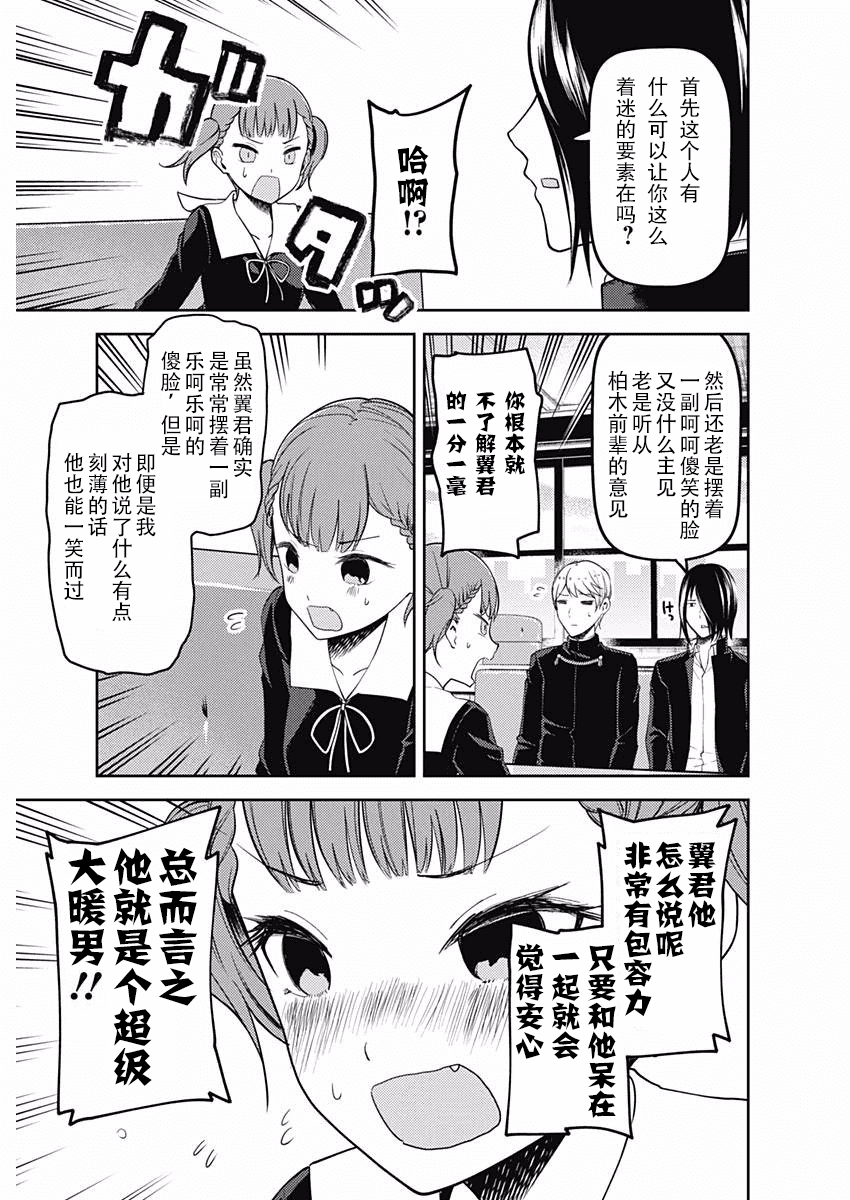 首先这个人有
什么可以让你这么
着迷的要素在吗？
哈啊
!?
ガガタ
然后还老是摆着
一副呵呵傻笑的脸
又没什么主见
老是听从
柏木前辈的意见
けっ
你根本就
不了解翼君
的一分一毫
虽然翼君确实
是常常摆着一副
乐呵乐呵的
傻脸，但是
即便是我
对他说了什么有点
刻薄的话
他也能一笑而过
翼君他
怎么说呢
非常有包容力
只要和他呆在
一起就会
觉得安心
总而言之
他就是个超级
大暖男!!